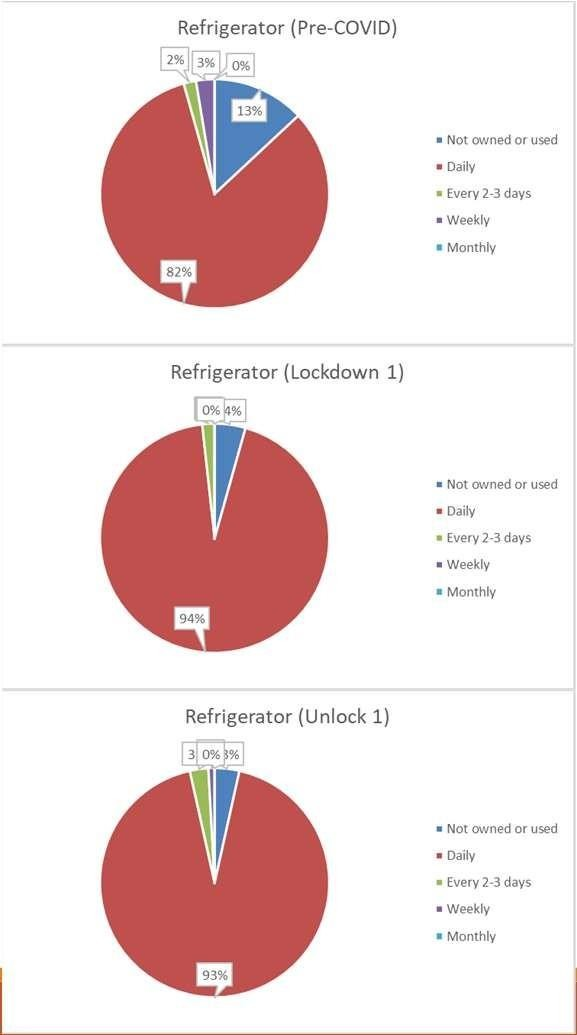 Refrigerator (Pre-COVID)
2% 3% 0%
13%
82%
Not owned or used
Daily
Every 2-3 days
Weekly
Monthly
Refrigerator (Lockdown 1)
0% 4%
94%
Not owned or used
Daily
Every 2-3 days
Weekly
Monthly
Refrigerator (Unlock 1)
0%
93%
Not owned or used
Daily
Every 2-3 days
Weekly
Monthly